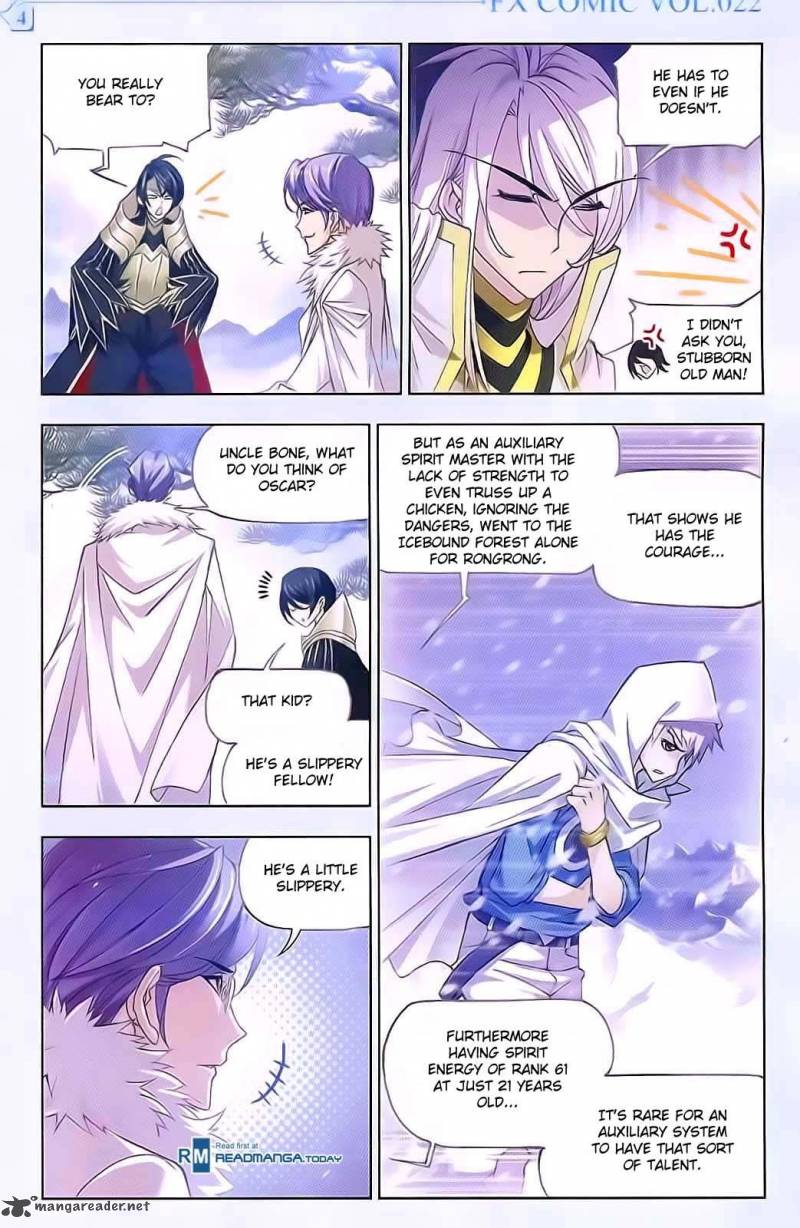 4
FX COMIC VOL.022
YOU REALLY
BEAR TO?
HE HAS TO
EVEN IF HE
DOESN'T.
I DIDN'T
ASK YOU,
STUBBORN
OLD MAN!
UNCLE BONE, WHAT
DO YOU THINK OF
OSCAR?
THAT KID?
HE'S A SLIPPERY
FELLOW!
HE'S A LITTLE
SLIPPERY.
BUT AS AN AUXILIARY
SPIRIT MASTER WITH THE
LACK OF STRENGTH TO
EVEN TRUSS UP A
CHICKEN, IGNORING THE
DANGERS, WENT TO THE
ICEBOUND FOREST ALONE
FOR RONGRONG.
THAT SHOWS HE
HAS THE
COURAGE...
FURTHERMORE
HAVING SPIRIT
ENERGY OF RANK 61
AT JUST 21 YEARS
OLD...
IT'S RARE FOR AN
AUXILIARY SYSTEM
TO HAVE THAT SORT
OF TALENT.
RM
Read first at
READMANGA.TODAY
mangareader.net